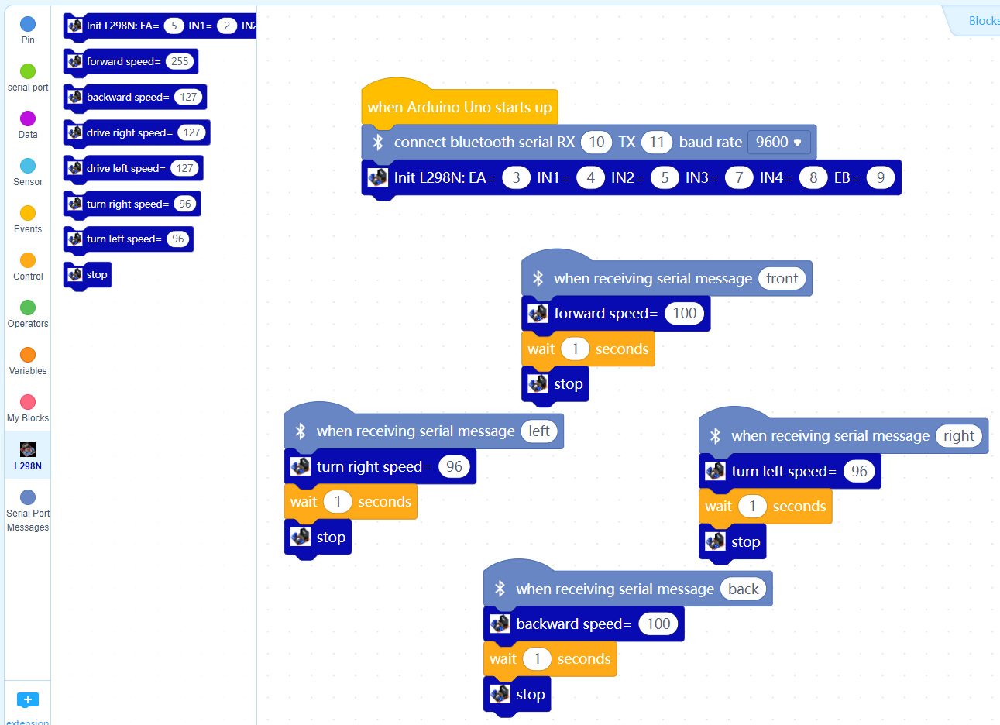 Pin
serial port
Data
Sensor
Events
Control
Operators
Variables
My Blocks
L298N
Serial Port
Messages
extension
Init L298N: EA= 5 IN1= 2 IN2
forward speed= 255
backward speed= 127
drive right speed= 127
drive left speed= 127
turn right speed= 96
turn left speed= 96
stop
Blocks
when Arduino Uno starts up
connect bluetooth serial RX 10 TX 11 baud rate 9600
Init L298N: EA= 3 IN1= 4 IN2= 5 IN3= 7 IN4= 8 EB= 9
when receiving serial message front
forward speed= 100
wait 1 seconds
stop
when receiving serial message left
turn right speed= 96
wait 1 seconds
stop
when receiving serial message right
turn left speed= 96
wait 1 seconds
stop
when receiving serial message back
backward speed= 100
wait 1 seconds
stop